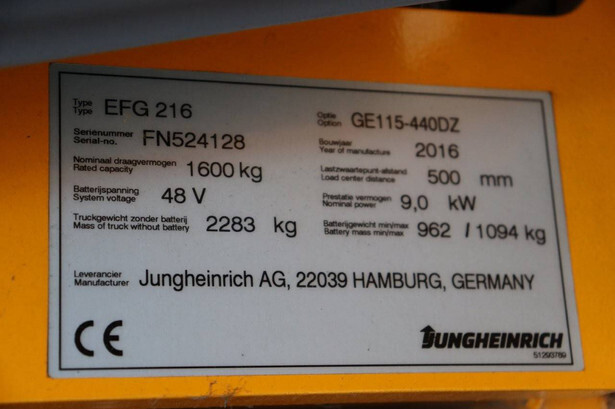 Type
Type EFG 216
Optie
Option GE115-440DZ
Serienummer
Serial-no. FN524128
Bouwjaar
Year of manufacture 2016
Nominaal draagvermogen
Rated capacity 1600 kg
Lastzwaartepunt-afstand
Load center distance 500 mm
Batterijspanning
System voltage 48 V
Prestatie vermogen
Nominal power 9,0 kW
Truckgewicht zonder batterij
Mass of truck without battery 2283 kg
Batterijgewicht min/max
Battery mass min/max 962 / 1094 kg
Leverancier
Manufacturer Jungheinrich AG, 22039 HAMBURG, GERMANY
CE
JUNGHEINRICH
51293789